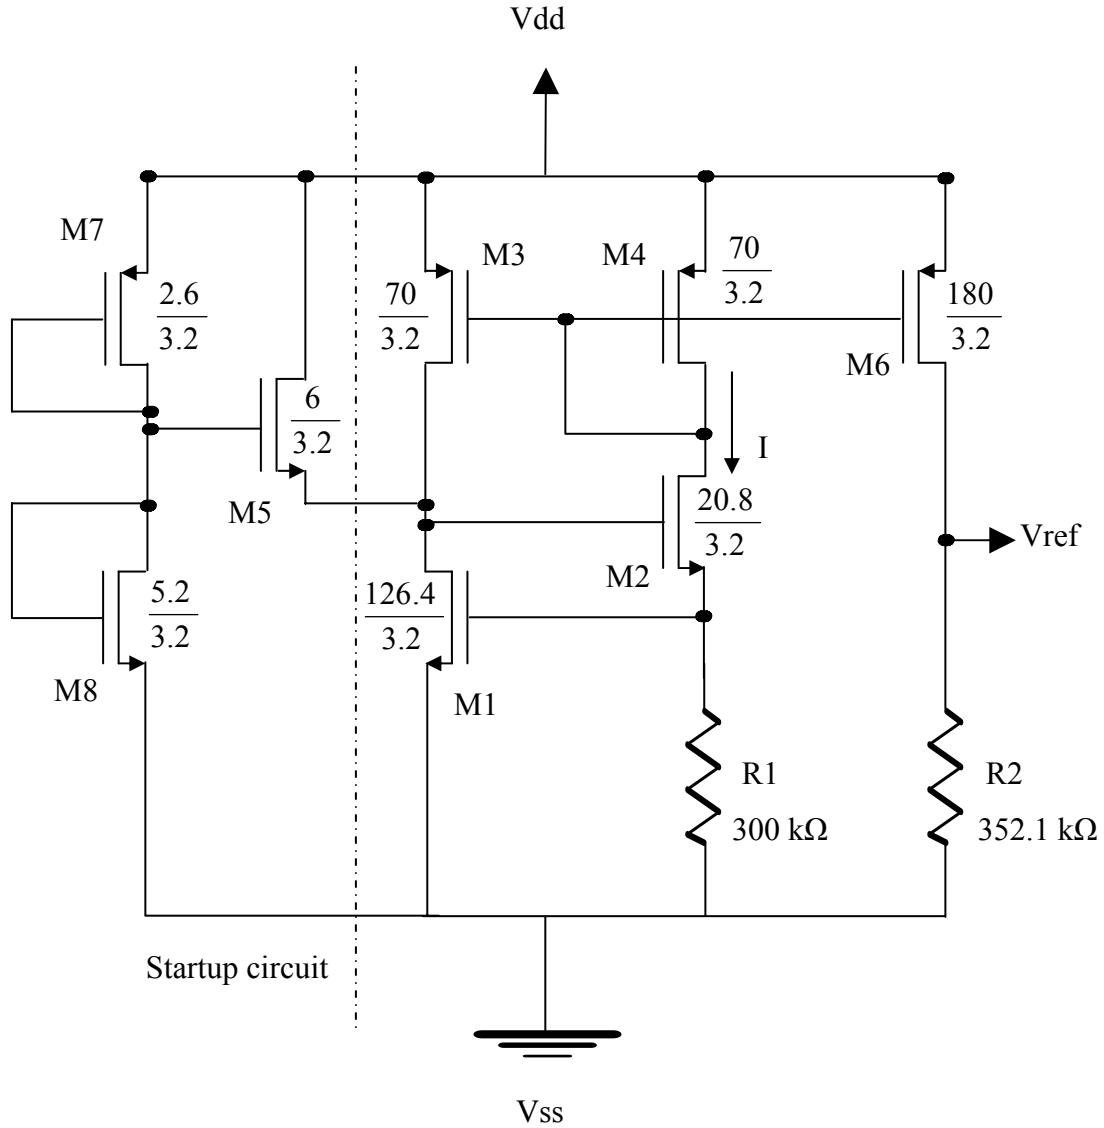 Vdd
M7
2.6
3.2
M3
70
3.2
M4
70
3.2
180
3.2
M6
6
3.2
M5
I
20.8
3.2
M2
Vref
5.2
3.2
M8
126.4
3.2
M1
R1
300 kΩ
R2
352.1 kΩ
Startup circuit
Vss